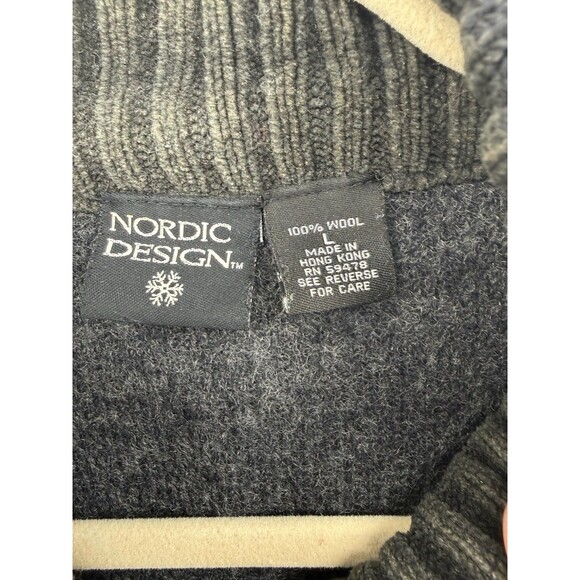 NORDIC
DESIGN™
100% WOOL
L
MADE IN
HONG KONG
RN 59478
SEE REVERSE
FOR CARE